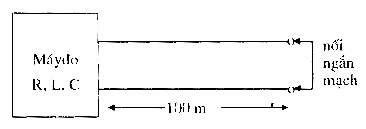 Máy đo
R, L, C
nối
ngắn
mạch
100 m